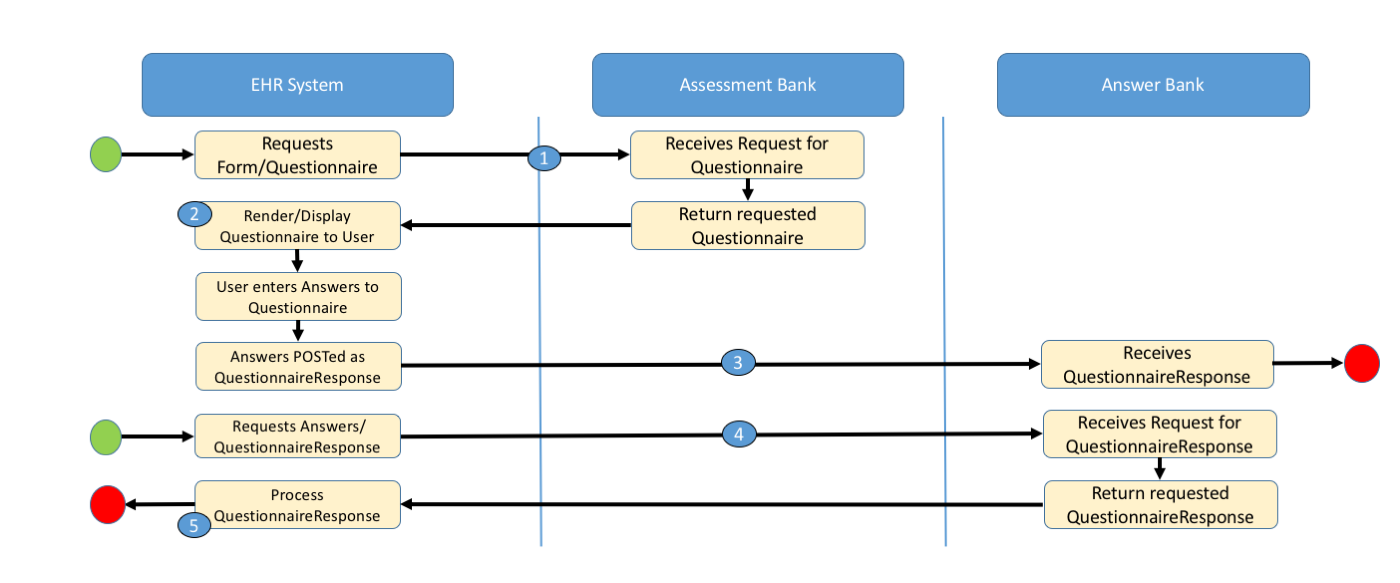 EHR System
Assessment Bank
Answer Bank
Requests
Form/Questionnaire
1
Receives Request for
Questionnaire
2
Render/Display
Questionnaire to User
Return requested
Questionnaire
User enters Answers to
Questionnaire
Answers POSTed as
QuestionnaireResponse
3
Receives
QuestionnaireResponse
Requests Answers/
QuestionnaireResponse
4
Receives Request for
QuestionnaireResponse
Process
QuestionnaireResponse
5
Return requested
QuestionnaireResponse